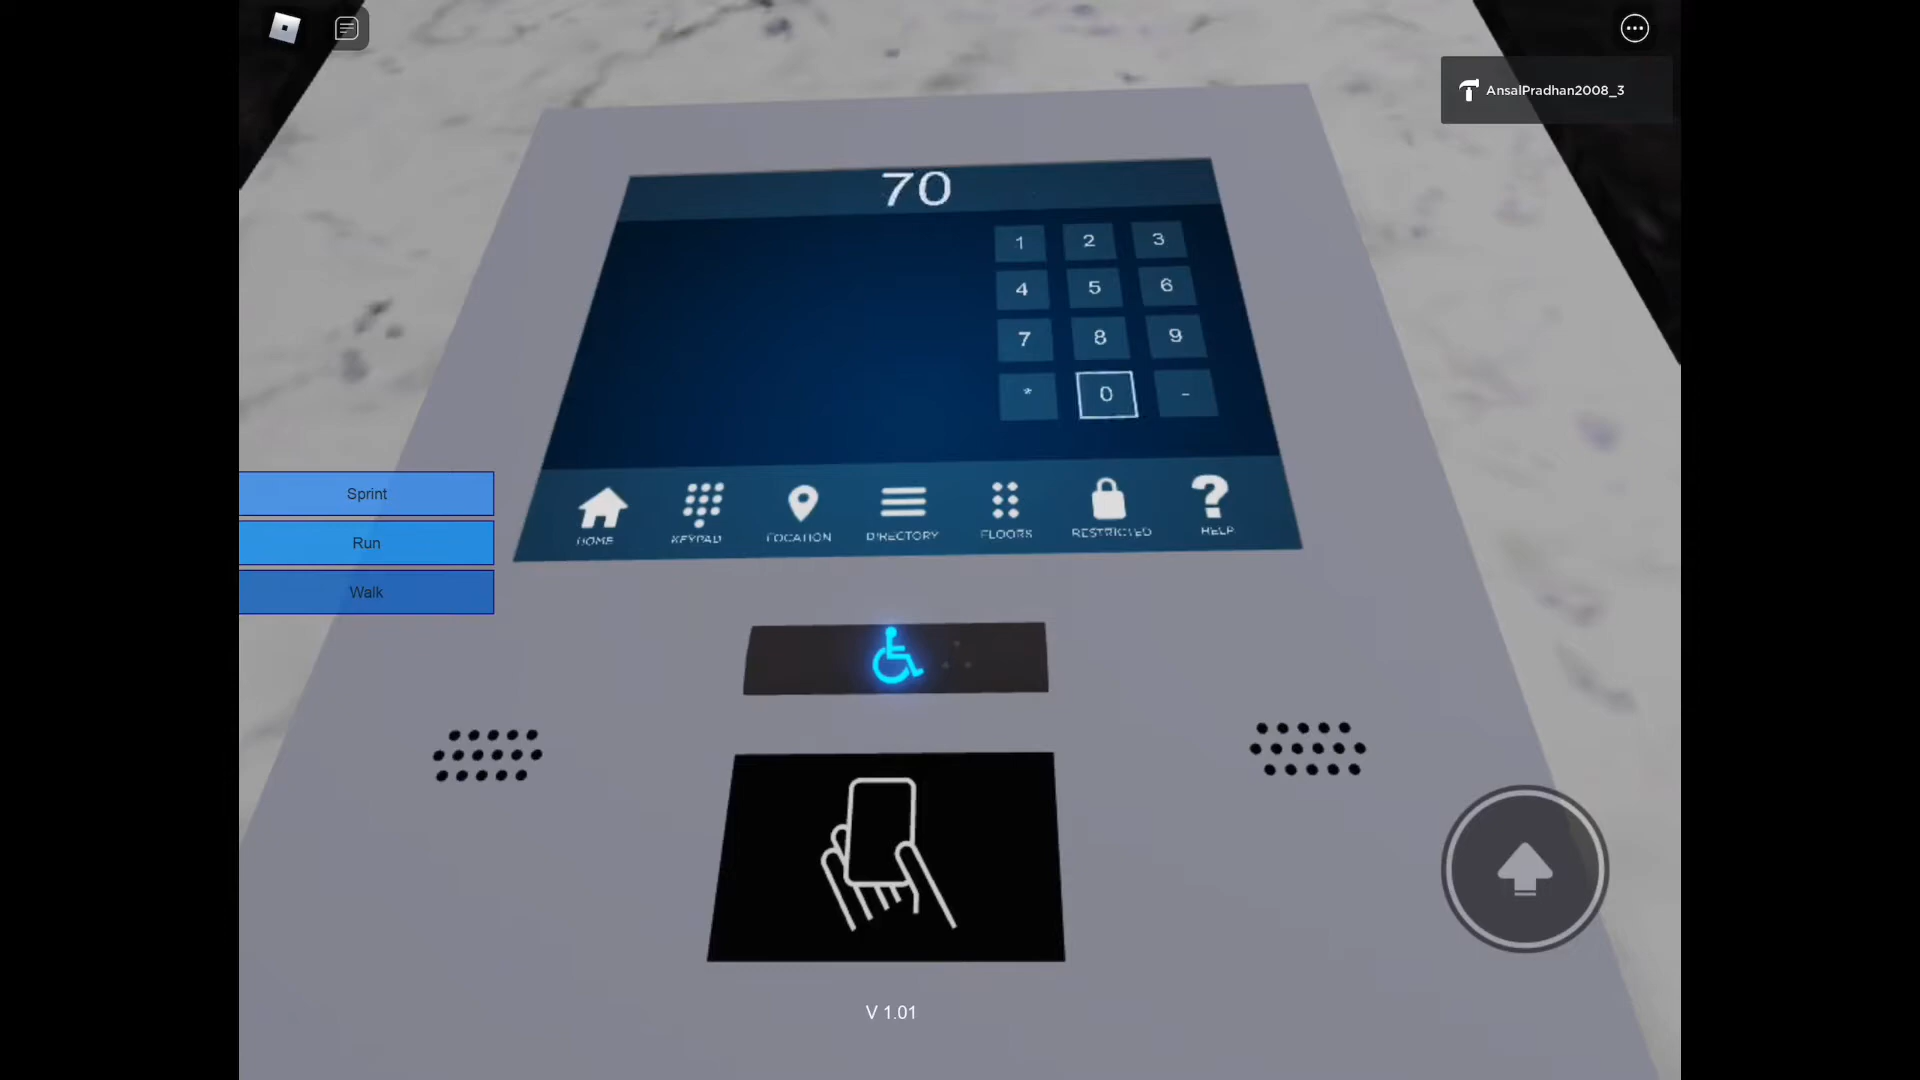 AnsalPradhan2008_3
70
1 2 3
4 5 6
7 8 9
* 0 -
HOME KEYPAD LOCATION DIRECTORY FLOORS RESTRICTED HELP
Sprint
Run
Walk
V 1.01